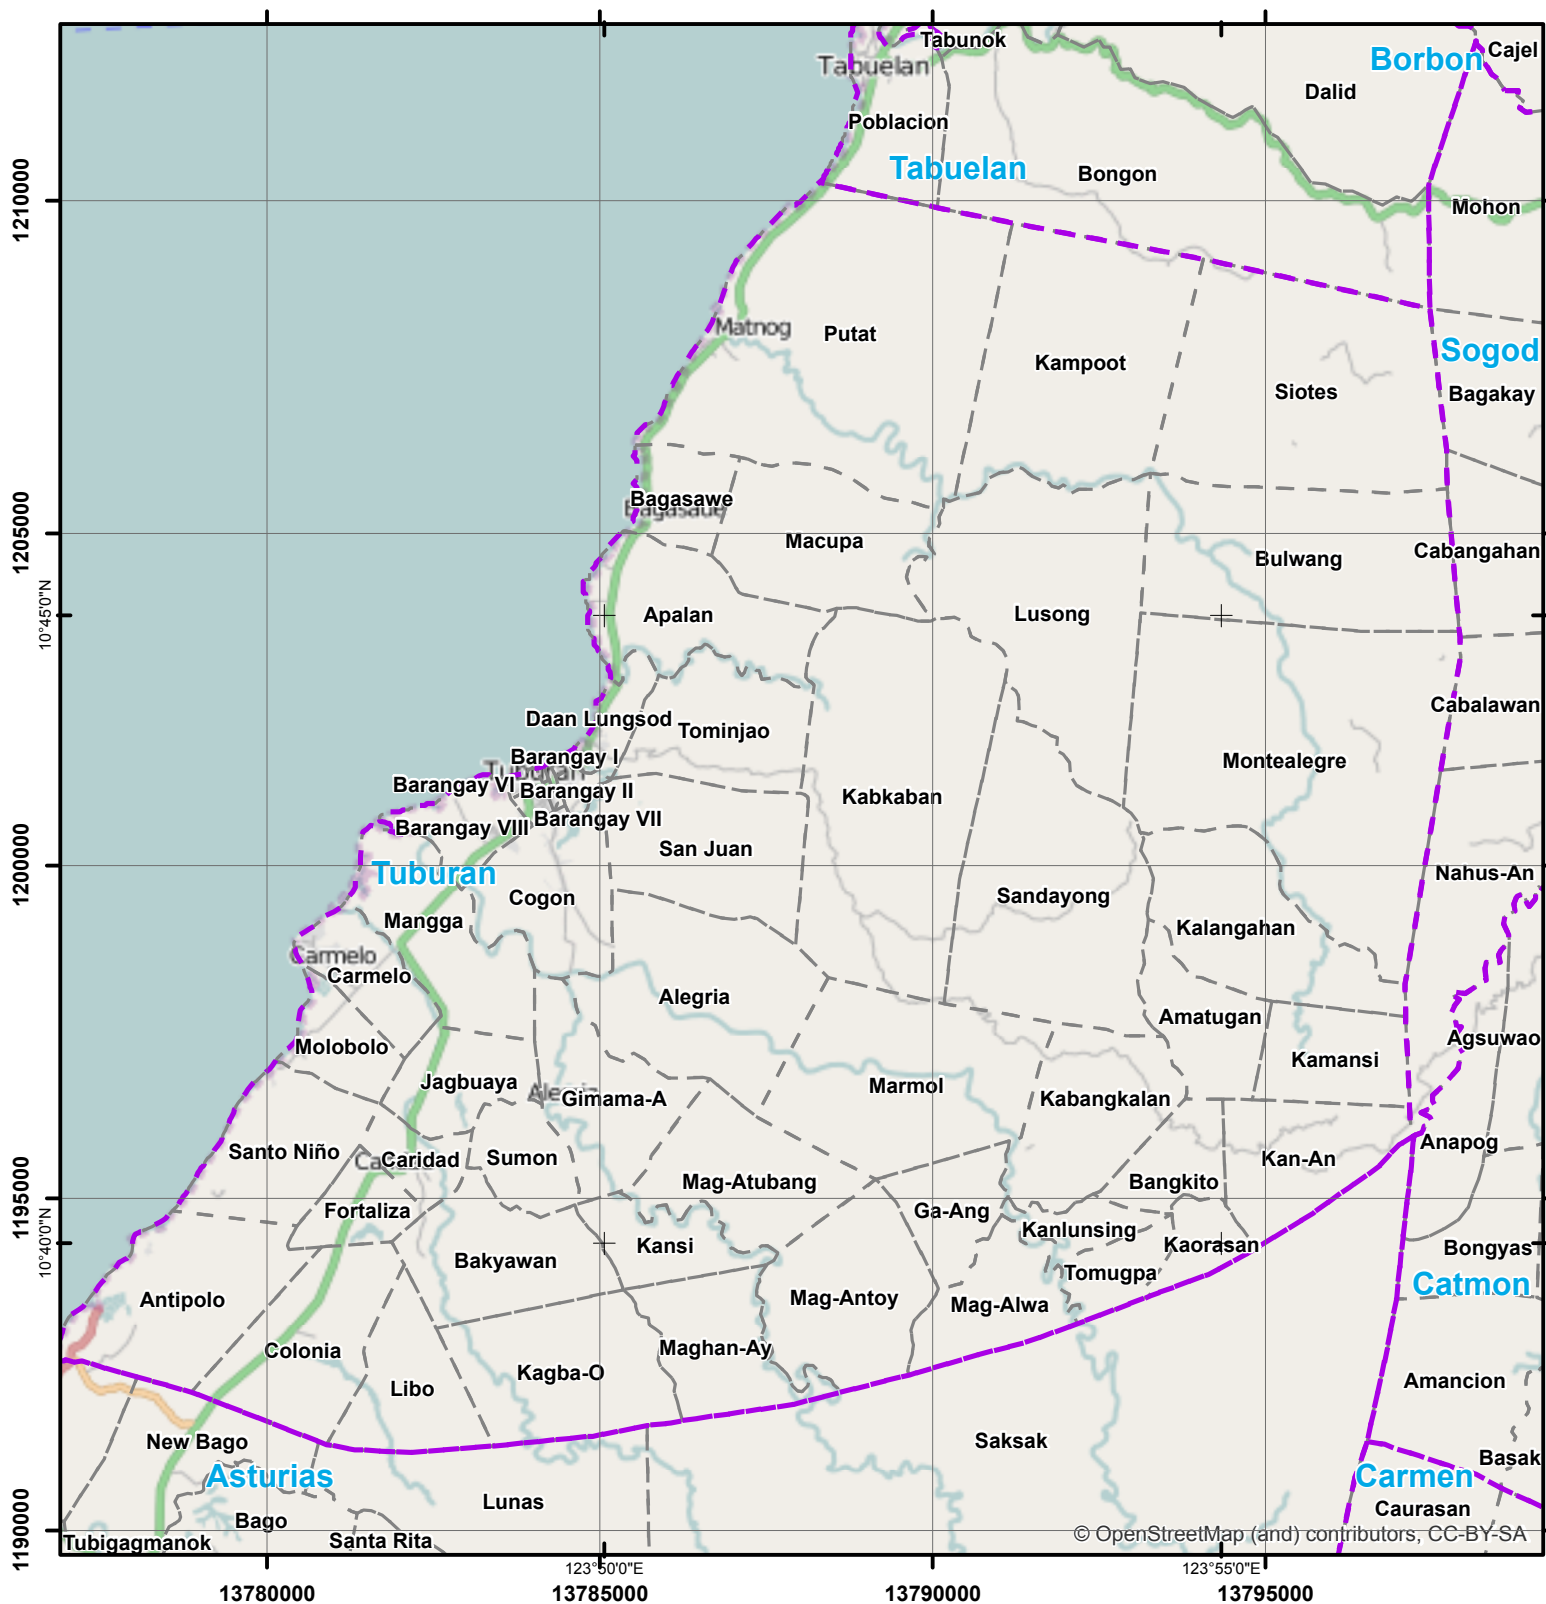 Tabunok
Borbon
Cajel
Tabuelan
Dalid
Poblacion
Tabuelan
Bongon
1210000
Mohon
Matnog
Putat
Kampoot
Sogod
Siotes
Bagakay
Bagasawe
Bagasaue
1205000
Macupa
Cabangahan
Bulwang
10°45'0"N
Apalan
Lusong
Cabalawan
Daan Lungsod
Tominjao
Barangay I
Tuburan
Montealegre
Barangay VI
Barangay II
Kabkaban
Barangay VIII
Barangay VII
San Juan
1200000
Tuburan
Nahus-An
Cogon
Sandayong
Mangga
Kalangahan
Carmelo
Carmelo
Alegria
Amatugan
Agsuwao
Molobolo
Kamansi
Jagbuaya
Marmol
Alegria
Gimama-A
Kabangkalan
Anapog
Santo Niño
Caridad
Sumon
Kan-An
1195000
Mag-Atubang
Bangkito
Fortaliza
Ga-Ang
Kanlunsing
10°40'0"N
Bakyawan
Kansi
Kaorasan
Bongyas
Tomugpa
Catmon
Antipolo
Mag-Antoy
Mag-Alwa
Colonia
Maghan-Ay
Kagba-O
Libo
Amancion
New Bago
Saksak
Basak
Asturias
Carmen
Lunas
Caurasan
1190000
Bago
Tubigagmanok
Santa Rita
© OpenStreetMap (and) contributors, CC-BY-SA
123°50'0"E
123°55'0"E
13780000
13785000
13790000
13795000